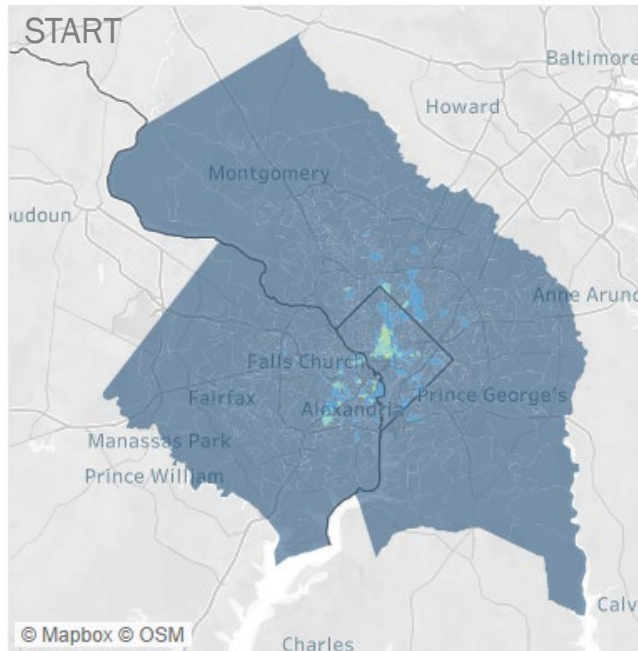 START
Baltimore
Howard
Montgomery
oudoun
Anne Arund
Falls Church
Prince George's
Fairfax
Alexandria
Manassas Park
Prince William
Calv
© Mapbox © OSM
Charles